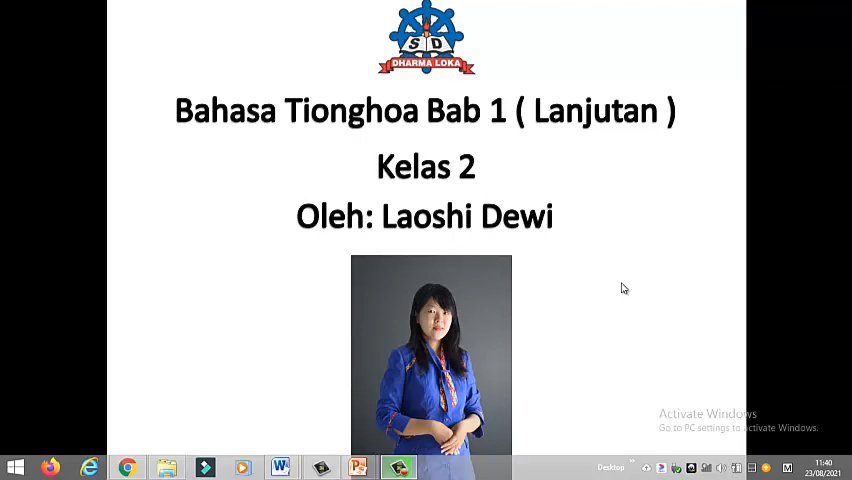 S D
DHARMA LOKA
Bahasa Tionghoa Bab 1 ( Lanjutan )
Kelas 2
Oleh: Laoshi Dewi
Activate Windows
Go to PC settings to Activate Windows.
Desktop
M
11:40
23/08/2021